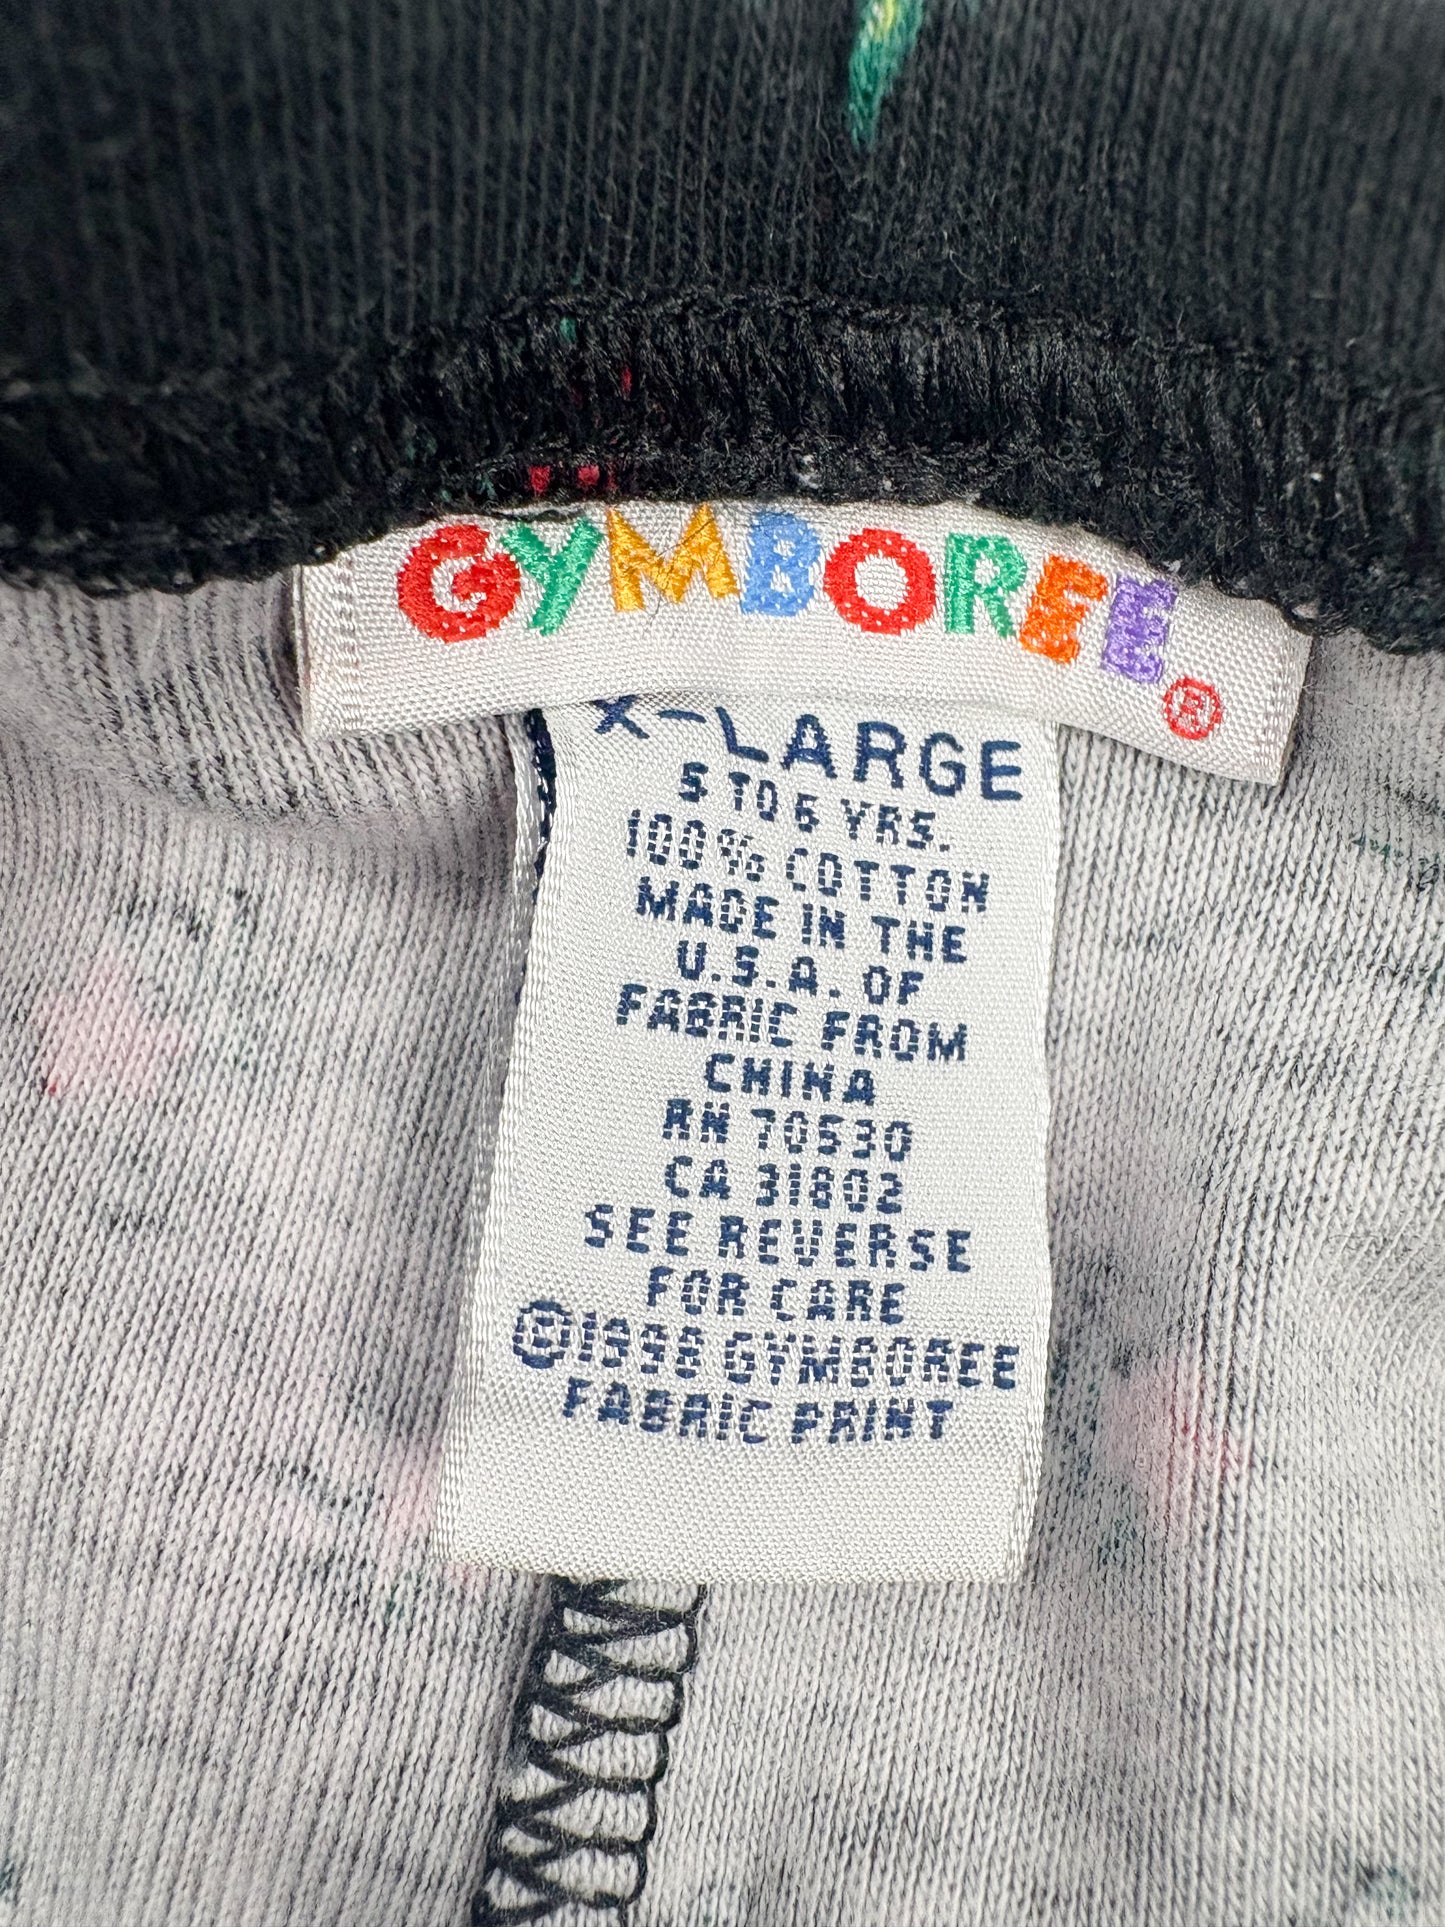 GYMBOREE®
X-LARGE
5 TO 6 YRS.
100% COTTON
MADE IN THE
U.S.A. OF
FABRIC FROM
CHINA
RN 70530
CA 31802
SEE REVERSE
FOR CARE
©1998 GYMBOREE
FABRIC PRINT